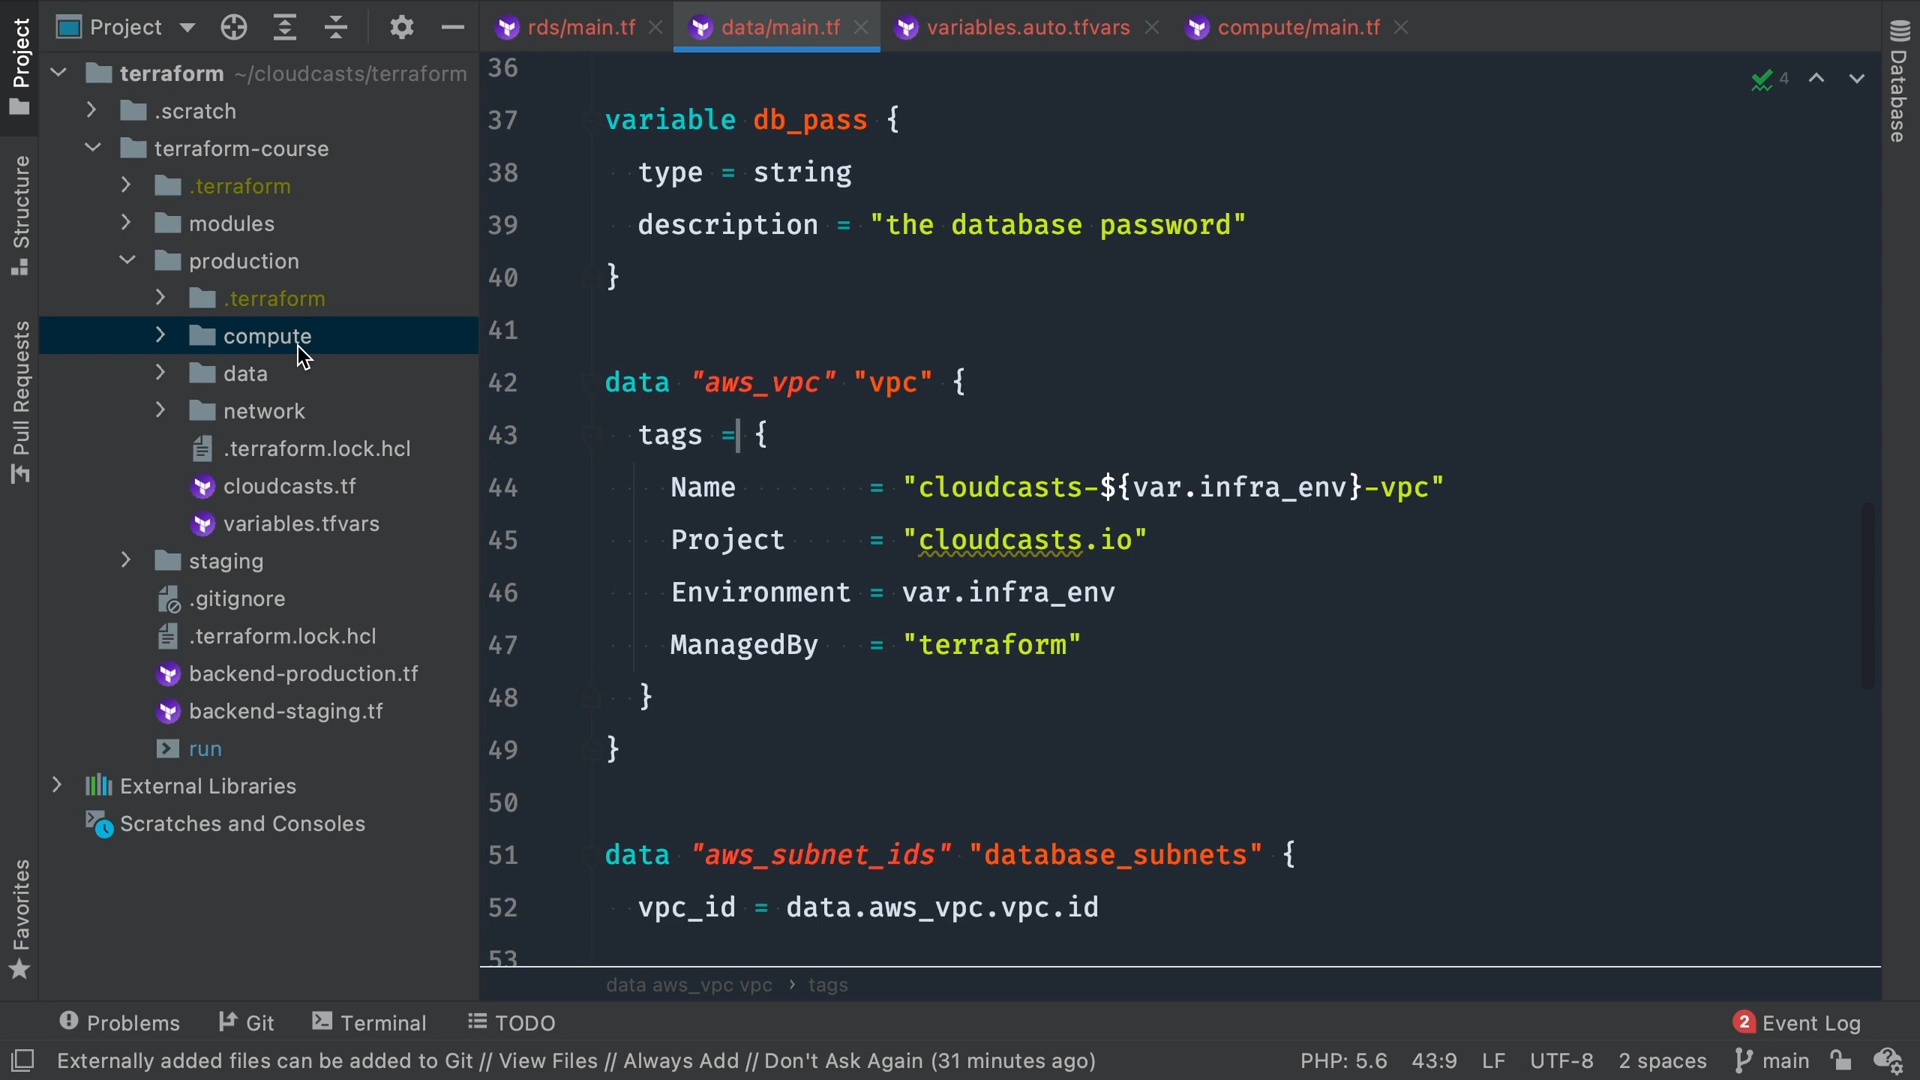 Project
rds/main.tf
data/main.tf
variables.auto.tfvars
compute/main.tf
Project
Structure
Pull Requests
Favorites
Database
terraform ~/cloudcasts/terraform
.scratch
terraform-course
.terraform
modules
production
.terraform
compute
data
network
.terraform.lock.hcl
cloudcasts.tf
variables.tfvars
staging
.gitignore
.terraform.lock.hcl
backend-production.tf
backend-staging.tf
run
External Libraries
Scratches and Consoles
4
36
37 variable db_pass {
38 type = string
39 description = "the database password"
40 }
41
42 data "aws_vpc" "vpc" {
43 tags = {
44 Name = "cloudcasts-${var.infra_env}-vpc"
45 Project = "cloudcasts.io"
46 Environment = var.infra_env
47 ManagedBy = "terraform"
48 }
49 }
50
51 data "aws_subnet_ids" "database_subnets" {
52 vpc_id = data.aws_vpc.vpc.id
53
data aws_vpc vpc › tags
Problems
Git
Terminal
TODO
2 Event Log
Externally added files can be added to Git // View Files // Always Add // Don't Ask Again (31 minutes ago)
PHP: 5.6
43:9
LF
UTF-8
2 spaces
main